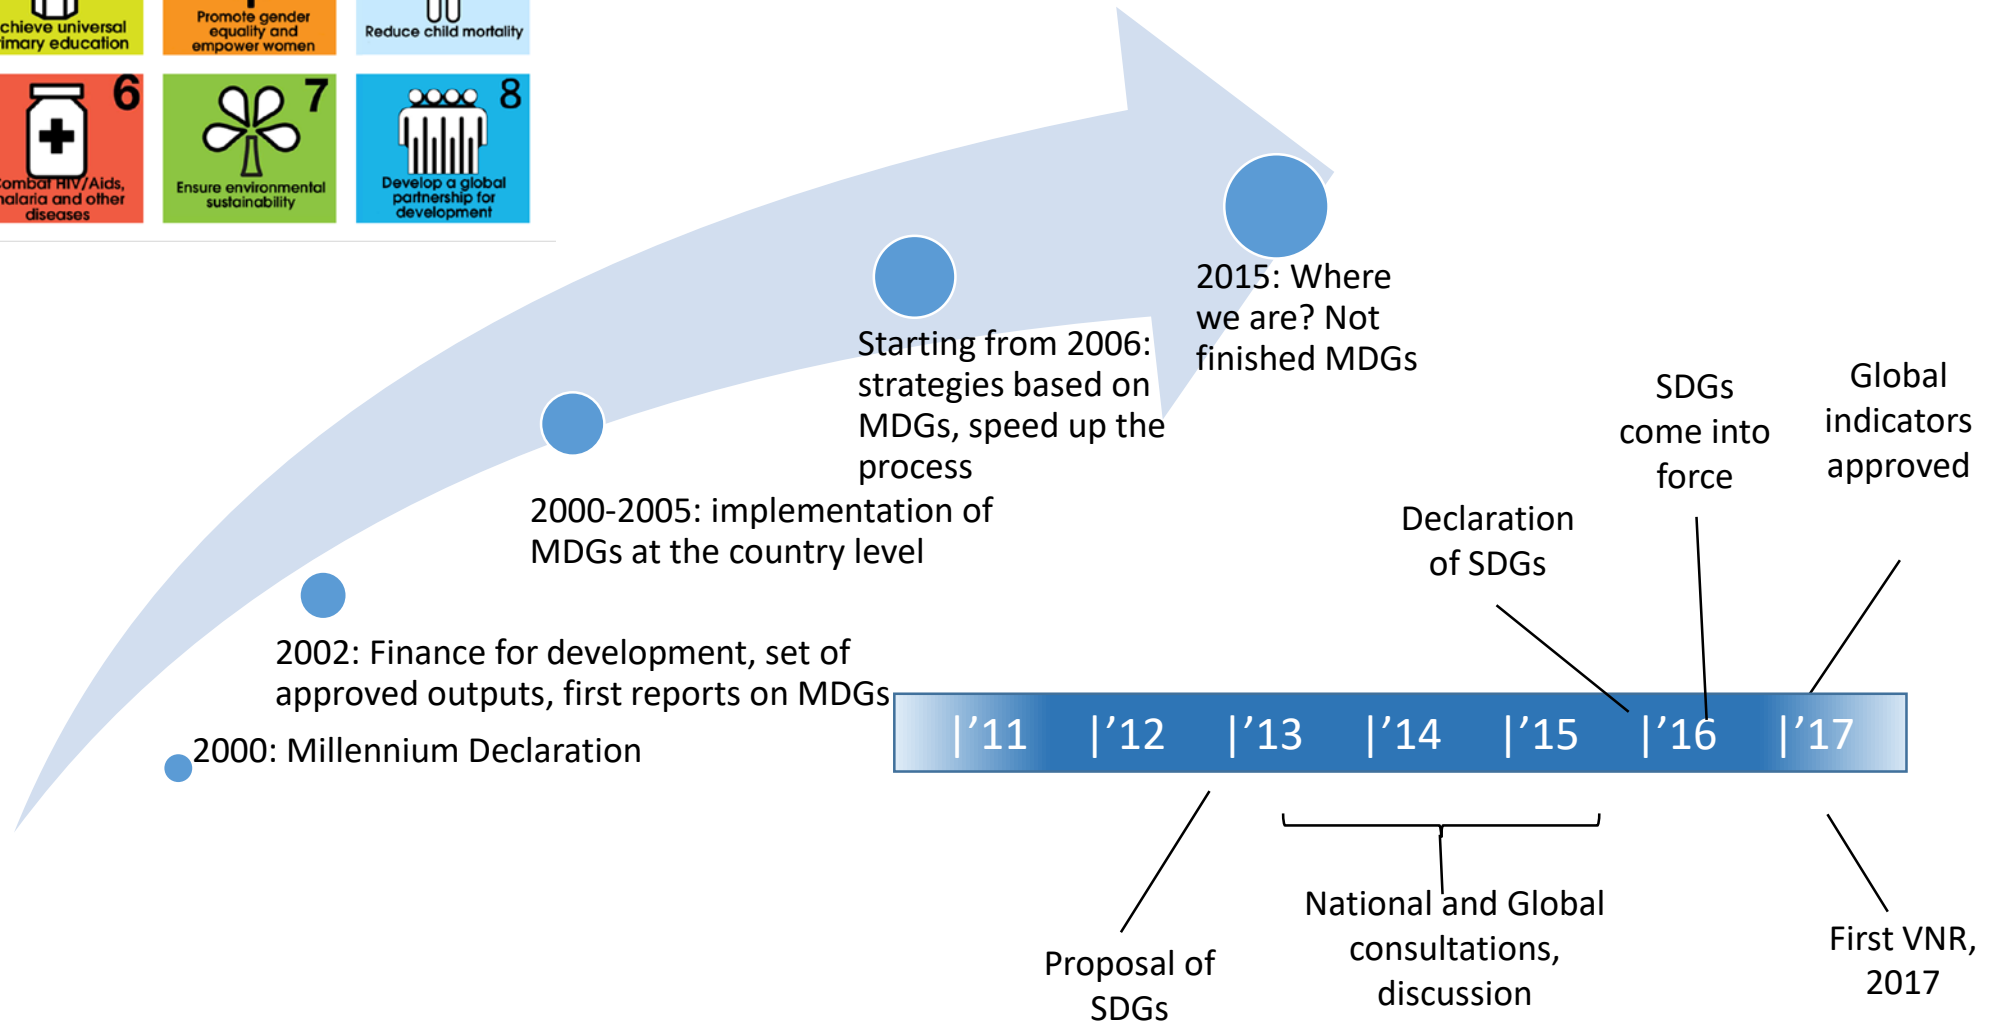 chieve universal
imary education
Promote gender
equality and
empower women
Reduce child mortality
6
ombat HIV/Aids,
alaria and other
diseases
7
Ensure environmental
sustainability
8
Develop a global
partnership for
development
2015: Where
we are? Not
finished MDGs
Starting from 2006:
strategies based on
MDGs, speed up the
process
2000-2005: implementation of
MDGs at the country level
2002: Finance for development, set of
approved outputs, first reports on MDGs
2000: Millennium Declaration
Declaration
of SDGs
SDGs
come into
force
Global
indicators
approved
|’11 |’12 |’13 |’14 |’15 |’16 |’17
Proposal of
SDGs
National and Global
consultations,
discussion
First VNR,
2017